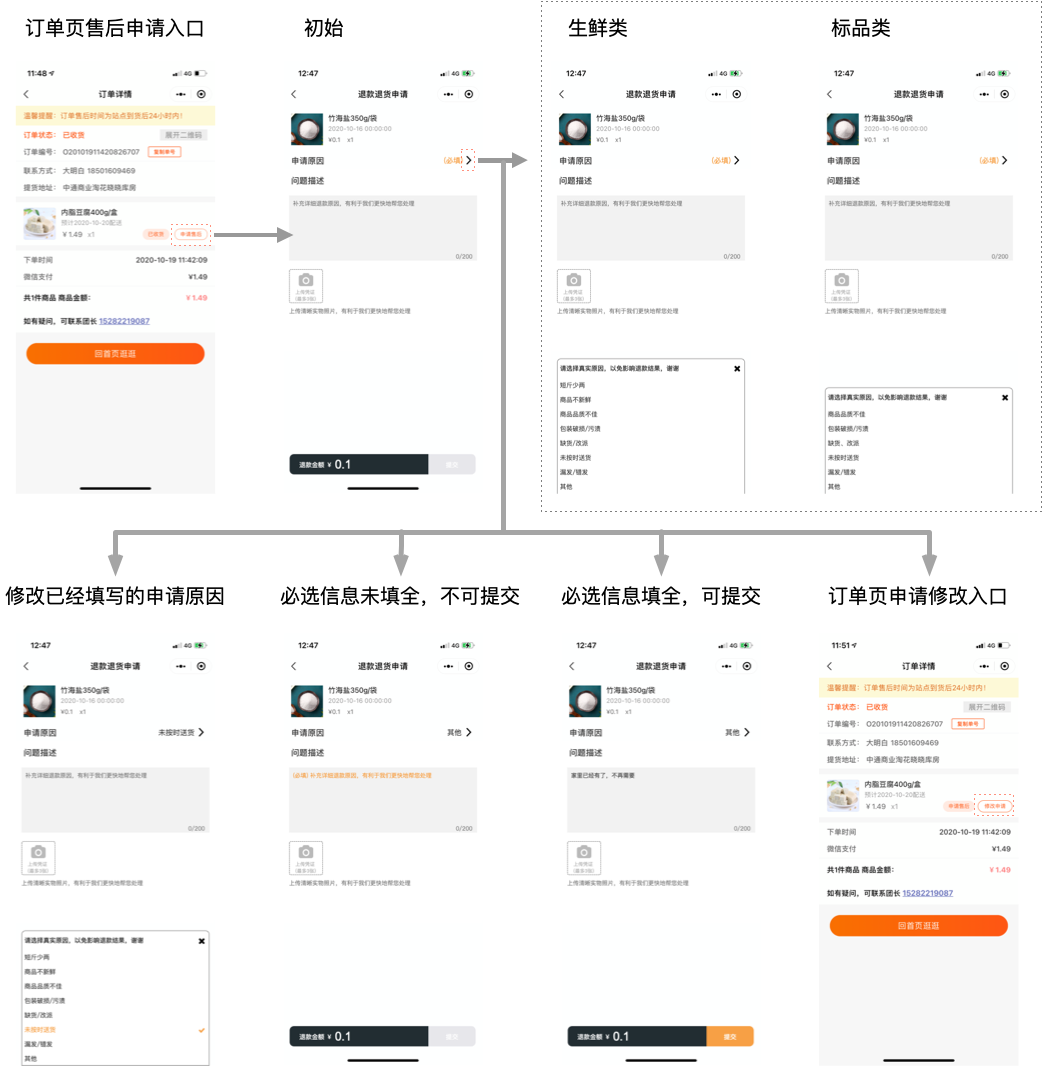 订单页售后申请入口
11:48
4G
订单详情
温馨提醒：订单售后时间为站点到货后24小时内！
订单状态： 已收货
展开二维码
订单编号： O20101911420826707 复制单号
联系方式： 大明白 18501609469
提货地址： 中通商业淘花晓晓库房
内脂豆腐400g/盒
预计2020-10-20配送
¥ 1.49 x1
已收货 申请售后
下单时间 2020-10-19 11:42:09
微信支付 ¥1.49
共1件商品 商品金额： ¥ 1.49
如有疑问，可联系团长 15282219087
回首页逛逛
初始
12:47
4G
退款退货申请
竹海盐350g/袋
2020-10-16 00:00:00
¥0.1 x1
申请原因 (必填)
问题描述
补充详细退款原因，有利于我们更快地帮您处理
0/200
上传凭证
(最多3张)
上传清晰实物照片，有利于我们更快地帮您处理
退款金额 ¥ 0.1 提交
生鲜类
12:47
4G
退款退货申请
竹海盐350g/袋
2020-10-16 00:00:00
¥0.1 x1
申请原因 (必填)
问题描述
补充详细退款原因，有利于我们更快地帮您处理
0/200
上传凭证
(最多3张)
上传清晰实物照片，有利于我们更快地帮您处理
请选择真实原因，以免影响退款结果，谢谢
短斤少两
商品不新鲜
商品品质不佳
包装破损/污渍
缺货/改派
未按时送货
漏发/错发
其他
标品类
12:47
4G
退款退货申请
竹海盐350g/袋
2020-10-16 00:00:00
¥0.1 x1
申请原因 (必填)
问题描述
补充详细退款原因，有利于我们更快地帮您处理
0/200
上传凭证
(最多3张)
上传清晰实物照片，有利于我们更快地帮您处理
请选择真实原因，以免影响退款结果，谢谢
商品品质不佳
包装破损/污渍
缺货、改派
未按时送货
漏发/错发
其他
修改已经填写的申请原因
12:47
4G
退款退货申请
竹海盐350g/袋
2020-10-16 00:00:00
¥0.1 x1
申请原因 未按时送货
问题描述
补充详细退款原因，有利于我们更快地帮您处理
0/200
上传凭证
(最多3张)
上传清晰实物照片，有利于我们更快地帮您处理
请选择真实原因，以免影响退款结果，谢谢
短斤少两
商品不新鲜
商品品质不佳
包装破损/污渍
缺货/改派
未按时送货
漏发/错发
其他
必选信息未填全，不可提交
12:47
4G
退款退货申请
竹海盐350g/袋
2020-10-16 00:00:00
¥0.1 x1
申请原因 其他
问题描述
(必填) 补充详细退款原因，有利于我们更快地帮您处理
0/200
上传凭证
(最多3张)
上传清晰实物照片，有利于我们更快地帮您处理
退款金额 ¥ 0.1 提交
必选信息填全，可提交
12:47
4G
退款退货申请
竹海盐350g/袋
2020-10-16 00:00:00
¥0.1 x1
申请原因 其他
问题描述
家里已经有了，不再需要
0/200
上传凭证
(最多3张)
上传清晰实物照片，有利于我们更快地帮您处理
退款金额 ¥ 0.1 提交
订单页申请修改入口
11:51
4G
订单详情
温馨提醒：订单售后时间为站点到货后24小时内！
订单状态： 已收货
展开二维码
订单编号： O20101911420826707 复制单号
联系方式： 大明白 18501609469
提货地址： 中通商业淘花晓晓库房
内脂豆腐400g/盒
预计2020-10-20配送
¥ 1.49 x1
申请售后 修改申请
下单时间 2020-10-19 11:42:09
微信支付 ¥1.49
共1件商品 商品金额： ¥ 1.49
如有疑问，可联系团长 15282219087
回首页逛逛